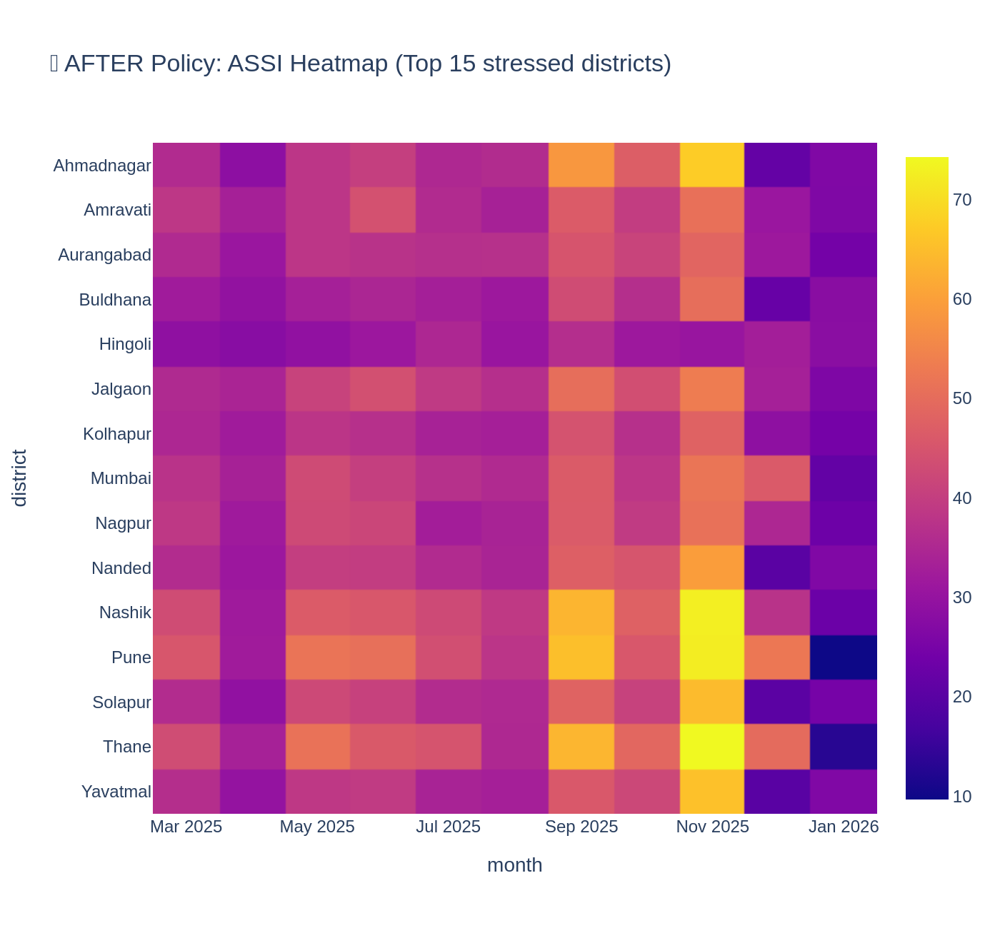 AFTER Policy: ASSI Heatmap (Top 15 stressed districts)
district
Ahmadnagar
Amravati
Aurangabad
Buldhana
Hingoli
Jalgaon
Kolhapur
Mumbai
Nagpur
Nanded
Nashik
Pune
Solapur
Thane
Yavatmal
Mar 2025 May 2025 Jul 2025 Sep 2025 Nov 2025 Jan 2026
month
70
60
50
40
30
20
10